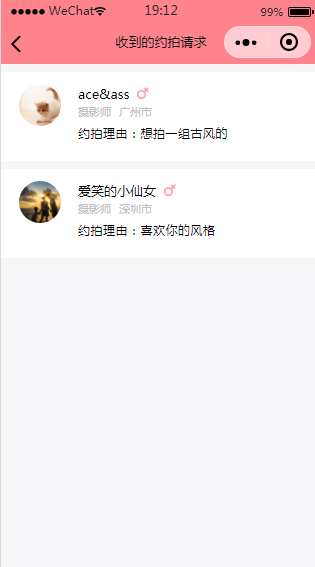 WeChat 19:12 99%
收到的约拍请求
ace&ass
摄影师 广州市
约拍理由：想拍一组古风的
爱笑的小仙女
摄影师 深圳市
约拍理由：喜欢你的风格